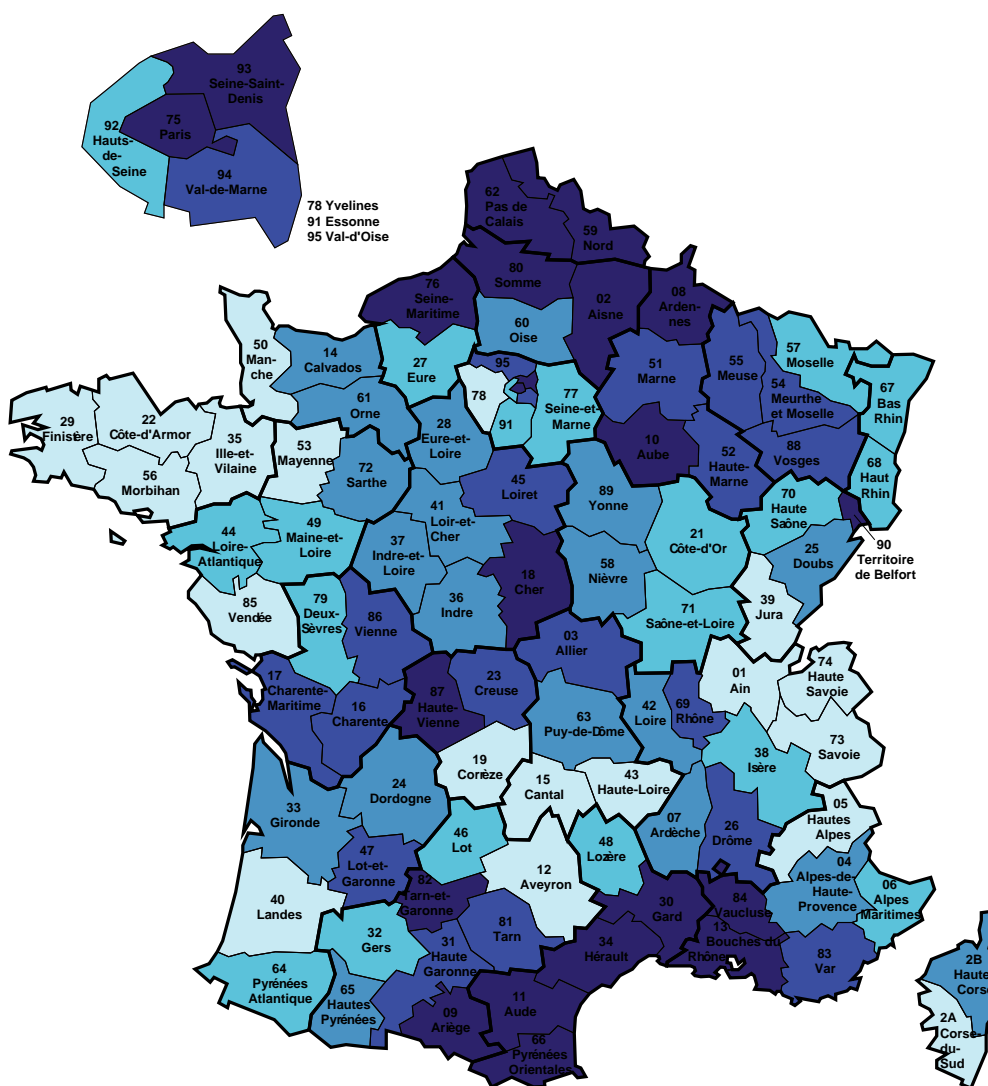 93
Seine-Saint-
Denis
75
Paris
92
Hauts-
de-
Seine
94
Val-de-Marne
78 Yvelines
91 Essonne
95 Val-d'Oise
62
Pas de
Calais
59
Nord
80
Somme
76
Seine-
Maritime
02
Aisne
08
Arden-
nes
60
Oise
50
Man-
che
14
Calvados
27
Eure
95
78
91
77
Seine-et-
Marne
51
Marne
55
Meuse
57
Moselle
54
Meurthe
et Moselle
67
Bas
Rhin
61
Orne
28
Eure-et-
Loire
29
Finistère
22
Côte-d'Armor
35
Ille-et-
Vilaine
53
Mayenne
56
Morbihan
72
Sarthe
10
Aube
52
Haute-
Marne
88
Vosges
68
Haut
Rhin
45
Loiret
89
Yonne
70
Haute
Saône
41
Loir-et-
Cher
49
Maine-et-
Loire
44
Loire-
Atlantique
37
Indre-et-
Loire
21
Côte-d'Or
90
Territoire
de Belfort
25
Doubs
58
Nièvre
18
Cher
36
Indre
39
Jura
85
Vendée
79
Deux-
Sèvres
86
Vienne
71
Saône-et-Loire
03
Allier
17
Charente-
Maritime
16
Charente
87
Haute-
Vienne
23
Creuse
63
Puy-de-Dôme
42
Loire
69
Rhône
01
Ain
74
Haute
Savoie
73
Savoie
38
Isère
19
Corrèze
15
Cantal
43
Haute-Loire
24
Dordogne
33
Gironde
05
Hautes
Alpes
07
Ardèche
26
Drôme
46
Lot
48
Lozère
47
Lot-et-
Garonne
12
Aveyron
04
Alpes-de-
Haute-
Provence
06
Alpes
Maritimes
82
Tarn-et-
Garonne
40
Landes
30
Gard
84
Vaucluse
13
Bouches du
Rhône
81
Tarn
32
Gers
31
Haute
Garonne
34
Hérault
83
Var
64
Pyrénées
Atlantique
65
Hautes
Pyrénées
09
Ariège
11
Aude
66
Pyrénées
Orientales
2B
Haute
Corse
2A
Corse-
du-
Sud